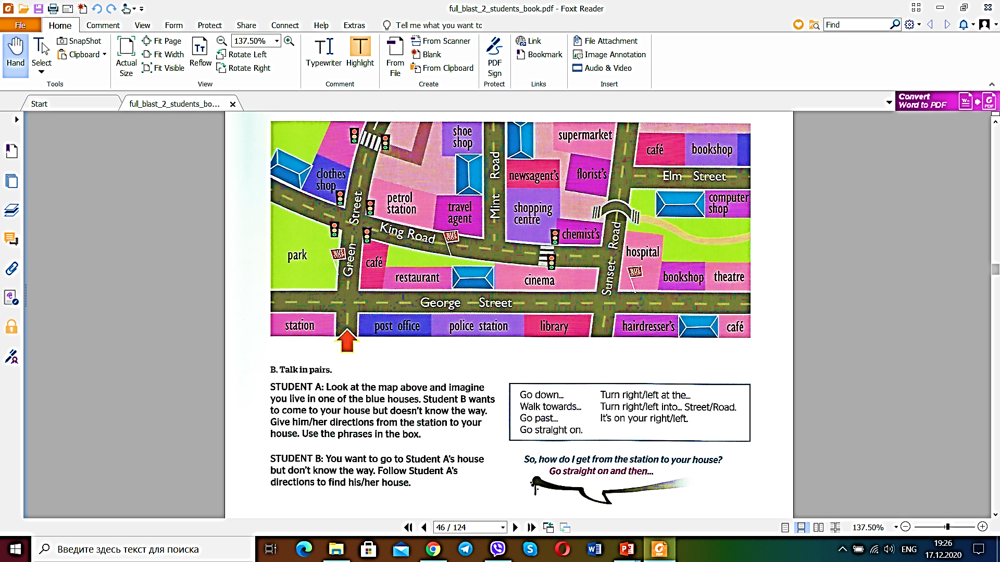 full_blast_2_students_book.pdf - Foxit Reader
File Home Comment View Form Protect Share Connect Help Extras Tell me what you want to Find
Hand
Select
SnapShot
Clipboard
Tools
Actual Size
Fit Page
Fit Width
Fit Visible
Reflow
137.50%
Rotate Left
Rotate Right
View
Typewriter
Highlight
Comment
From File
From Scanner
Blank
From Clipboard
Create
PDF Sign
Protect
Link
Bookmark
Links
File Attachment
Image Annotation
Audio & Video
Insert
Start
full_blast_2_students_bo...
Convert
Word to PDF
shoe
shop
supermarket
café
bookshop
clothes
shop
Mint Road
newsagent's
florist's
Elm Street
petrol
station
travel
agent
shopping
centre
computer
shop
Green Street
King Road
BUS STOP
chemist's
Sunset Road
hospital
park
BUS STOP
café
restaurant
cinema
BUS STOP
bookshop
theatre
George Street
station
post office
police station
library
hairdresser's
café
B. Talk in pairs.
STUDENT A: Look at the map above and imagine
you live in one of the blue houses. Student B wants
to come to your house but doesn't know the way.
Give him/her directions from the station to your
house. Use the phrases in the box.
STUDENT B: You want to go to Student A's house
but don't know the way. Follow Student A's
directions to find his/her house.
Go down...
Walk towards...
Go past...
Go straight on.
Turn right/left at the...
Turn right/left into... Street/Road.
It's on your right/left.
So, how do I get from the station to your house?
Go straight on and then...
46 / 124
137.50%
Введите здесь текст для поиска
ENG
19:26
17.12.2020